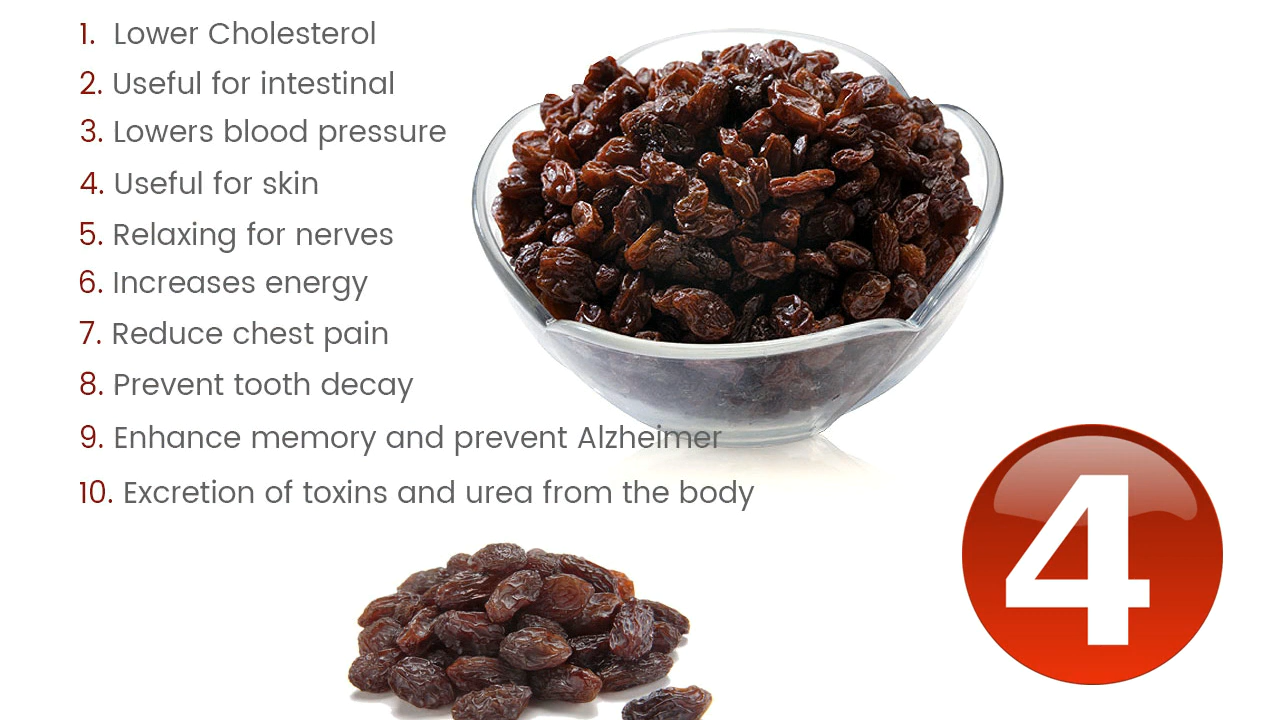 1. Lower Cholesterol
2. Useful for intestinal
3. Lowers blood pressure
4. Useful for skin
5. Relaxing for nerves
6. Increases energy
7. Reduce chest pain
8. Prevent tooth decay
9. Enhance memory and prevent Alzheimer
10. Excretion of toxins and urea from the body
4